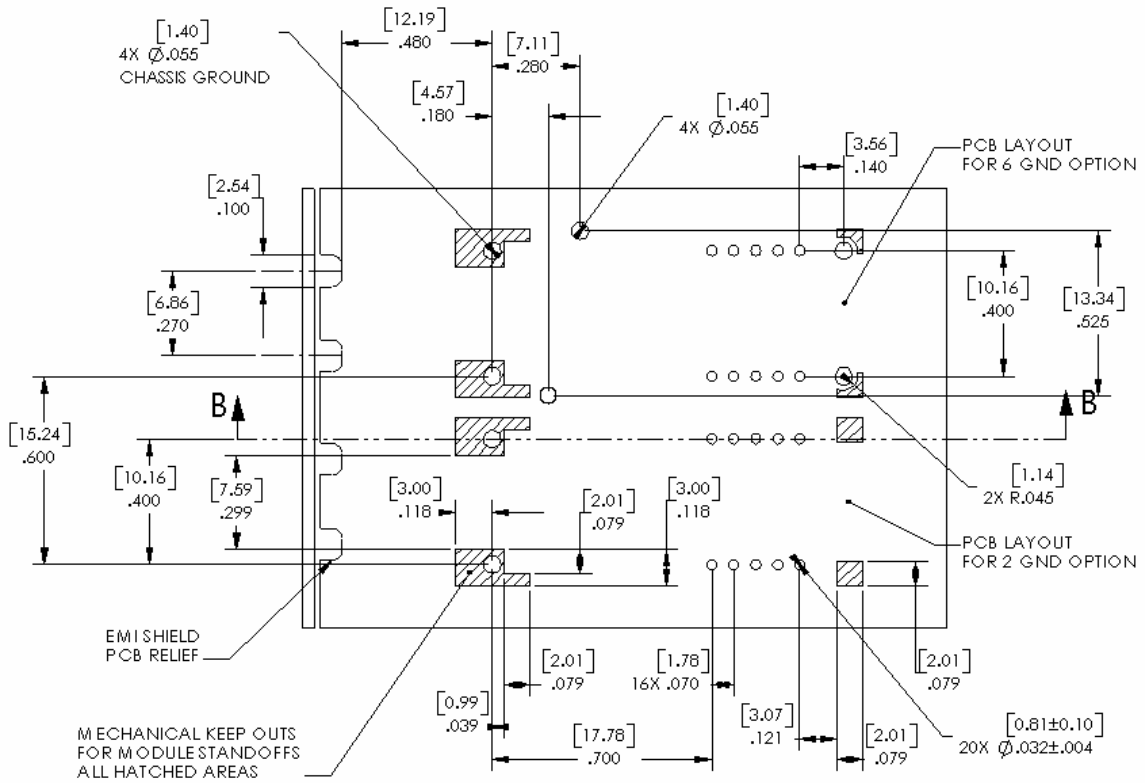 [12.19]
.480
[1.40]
4X Ø.055
CHASSIS GROUND
[7.11]
.280
[4.57]
.180
[1.40]
4X Ø.055
[3.56]
.140
PCB LAYOUT
FOR 6 GND OPTION
[2.54]
.100
[6.86]
.270
[10.16]
.400
[13.34]
.525
B
B
[15.24]
.600
[10.16]
.400
[7.59]
.299
[3.00]
.118
[2.01]
.079
[3.00]
.118
[1.14]
2X R.045
PCB LAYOUT
FOR 2 GND OPTION
EMI SHIELD
PCB RELIEF
[2.01]
.079
[0.99]
.039
[1.78]
16X .070
[2.01]
.079
[3.07]
.121
[2.01]
.079
[17.78]
.700
[0.81±0.10]
20X Ø.032±.004
MECHANICAL KEEP OUTS
FOR MODULE STANDOFFS
ALL HATCHED AREAS